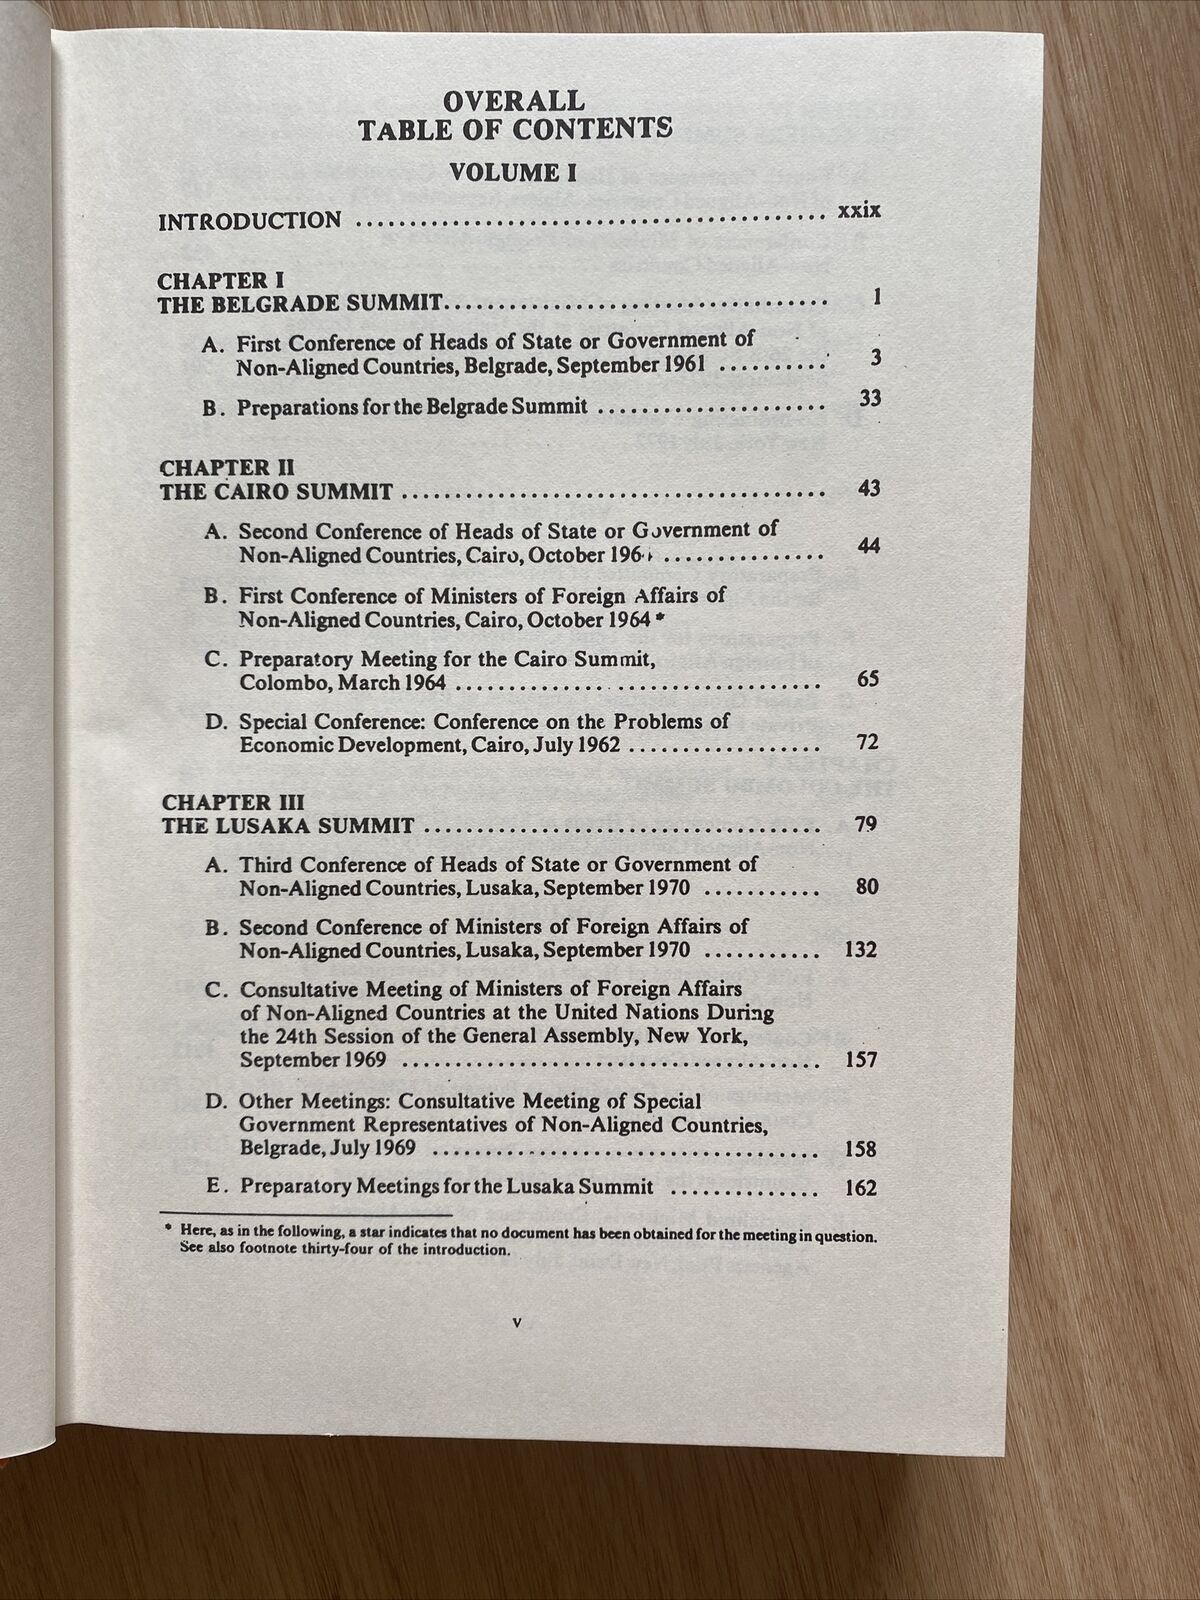 OVERALL
TABLE OF CONTENTS
VOLUME I
INTRODUCTION ............................................ xxix
CHAPTER I
THE BELGRADE SUMMIT.................................... 1
A. First Conference of Heads of State or Government of
Non-Aligned Countries, Belgrade, September 1961 .......... 3
B. Preparations for the Belgrade Summit ...................... 33
CHAPTER II
THE CAIRO SUMMIT ........................................ 43
A. Second Conference of Heads of State or Government of
Non-Aligned Countries, Cairo, October ............... 44
B. First Conference of Ministers of Foreign Affairs of
Non-Aligned Countries, Cairo, October 1964 *
C. Preparatory Meeting for the Cairo Summit,
Colombo, March 1964 ................................... 65
D. Special Conference: Conference on the Problems of
Economic Development, Cairo, July 1962 ................... 72
CHAPTER III
THE LUSAKA SUMMIT ...................................... 79
A. Third Conference of Heads of State or Government of
Non-Aligned Countries, Lusaka, September 1970 ........... 80
B. Second Conference of Ministers of Foreign Affairs of
Non-Aligned Countries, Lusaka, September 1970 ........... 132
C. Consultative Meeting of Ministers of Foreign Affairs
of Non-Aligned Countries at the United Nations During
the 24th Session of the General Assembly, New York,
September 1969 ........................................ 157
D. Other Meetings: Consultative Meeting of Special
Government Representatives of Non-Aligned Countries,
Belgrade, July 1969 ..................................... 158
E. Preparatory Meetings for the Lusaka Summit .............. 162
* Here, as in the following, a star indicates that no document has been obtained for the meeting in question.
See also footnote thirty-four of the introduction.
v